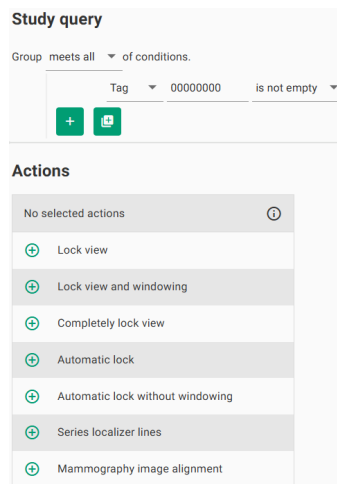 Study query
Group meets all of conditions.
Tag 00000000 is not empty
Actions
No selected actions
Lock view
Lock view and windowing
Completely lock view
Automatic lock
Automatic lock without windowing
Series localizer lines
Mammography image alignment